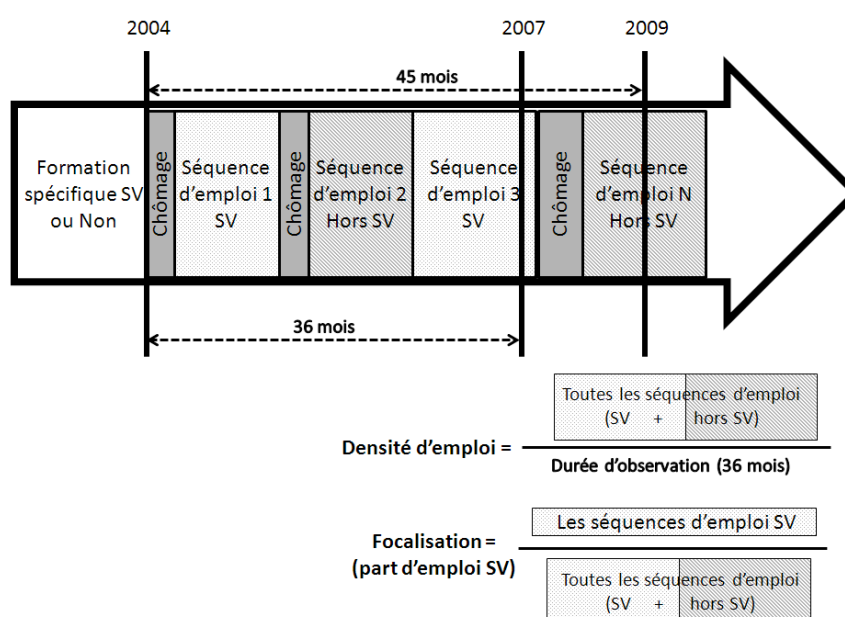 2004 2007 2009
45 mois
Formation
spécifique SV
ou Non
Chômage
Séquence
d'emploi 1
SV
Chômage
Séquence
d'emploi 2
Hors SV
Séquence
d'emploi 3
SV
Chômage
Séquence
d'emploi N
Hors SV
36 mois
Toutes les séquences d'emploi
(SV + hors SV)
Densité d'emploi =
Durée d'observation (36 mois)
Les séquences d'emploi SV
Focalisation =
(part d'emploi SV)
Toutes les séquences d'emploi
(SV + hors SV)